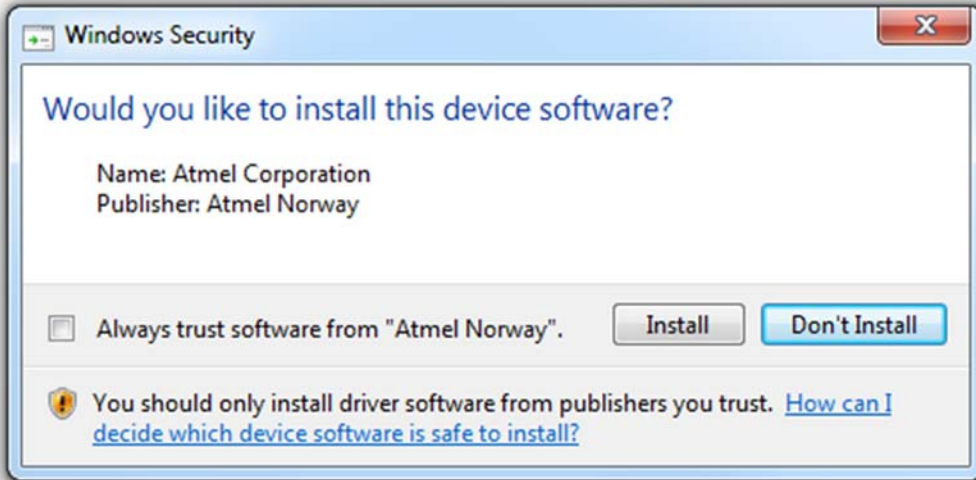 Windows Security
Would you like to install this device software?
Name: Atmel Corporation
Publisher: Atmel Norway
Always trust software from "Atmel Norway".
Install
Don't Install
You should only install driver software from publishers you trust. How can I
decide which device software is safe to install?